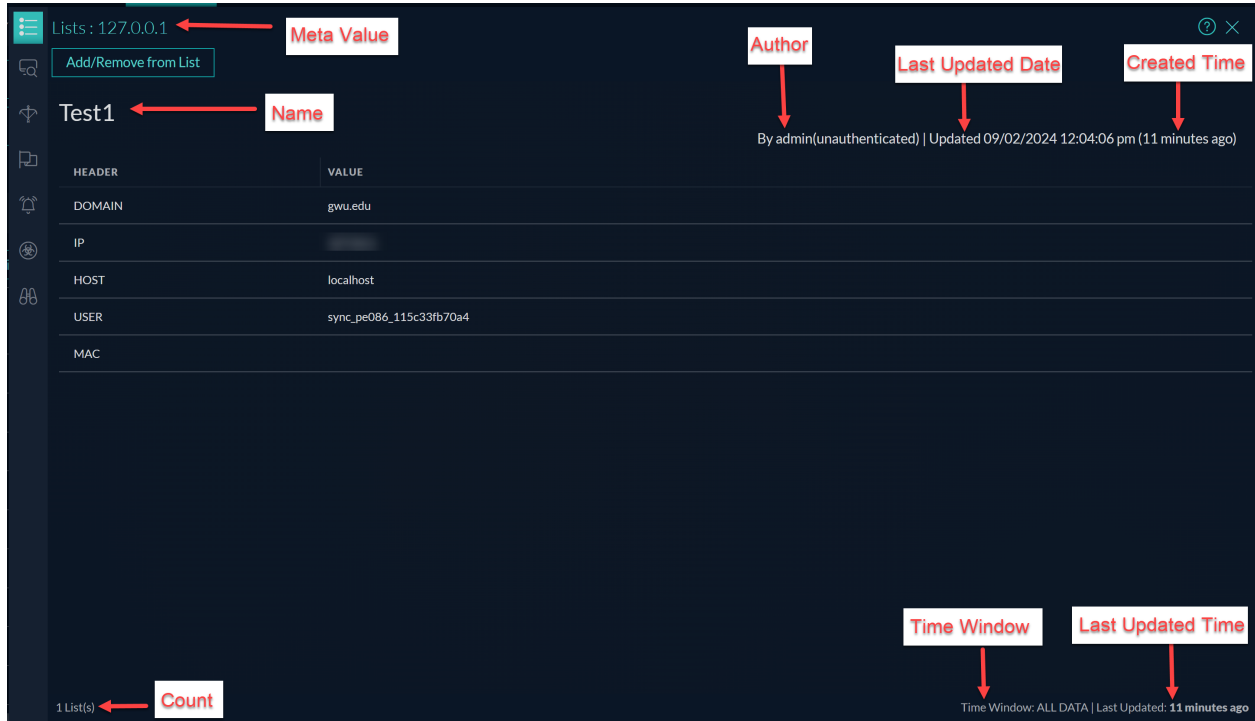 Lists : 127.0.0.1
Meta Value
Add/Remove from List
Author
Last Updated Date
Created Time
Test1
Name
By admin(unauthenticated) | Updated 09/02/2024 12:04:06 pm (11 minutes ago)
HEADER VALUE
DOMAIN gwu.edu
IP
HOST localhost
USER sync_pe086_115c33fb70a4
MAC
Time Window
Last Updated Time
1 List(s)
Count
Time Window: ALL DATA | Last Updated: 11 minutes ago